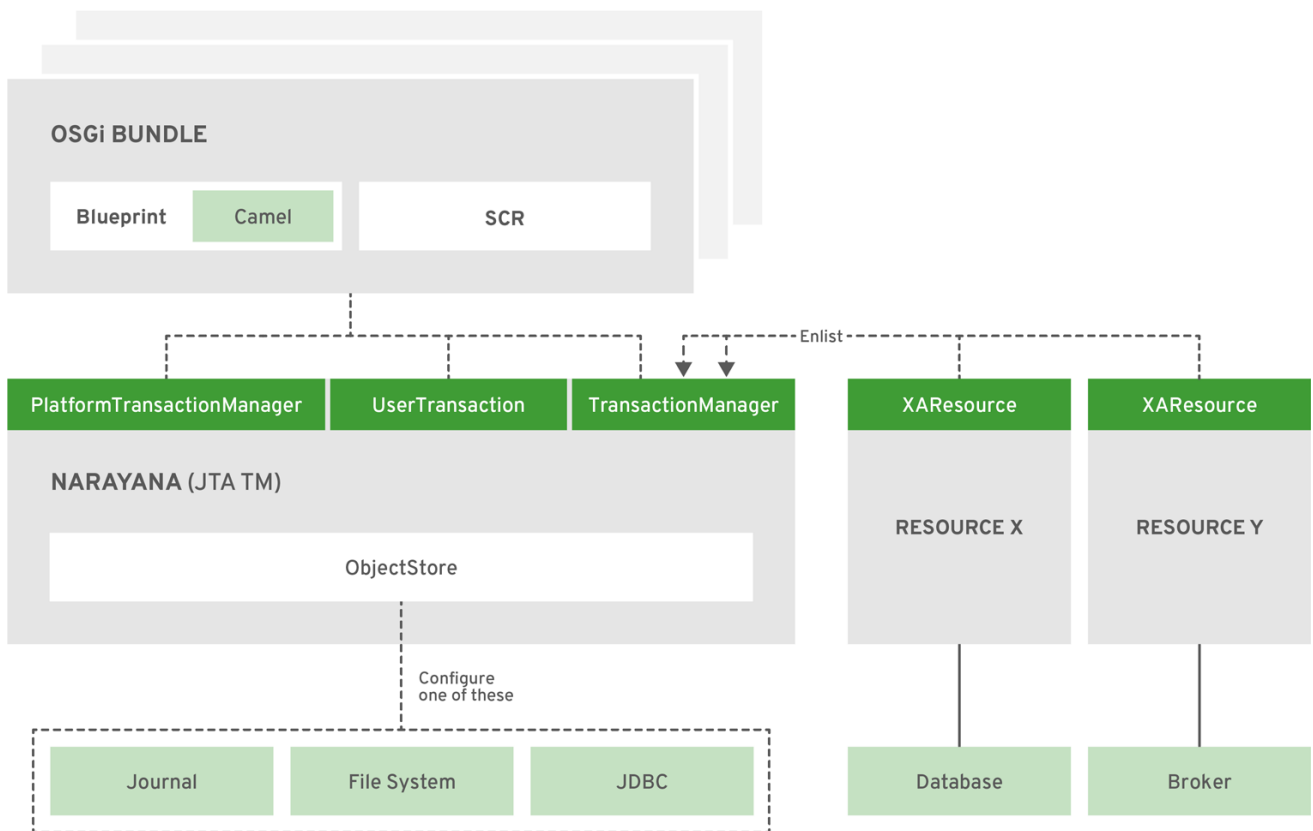 OSGi BUNDLE
Blueprint
Camel
SCR
Enlist
PlatformTransactionManager
UserTransaction
TransactionManager
XAResource
XAResource
NARAYANA (JTA TM)
ObjectStore
RESOURCE X
RESOURCE Y
Configure
one of these
Journal
File System
JDBC
Database
Broker